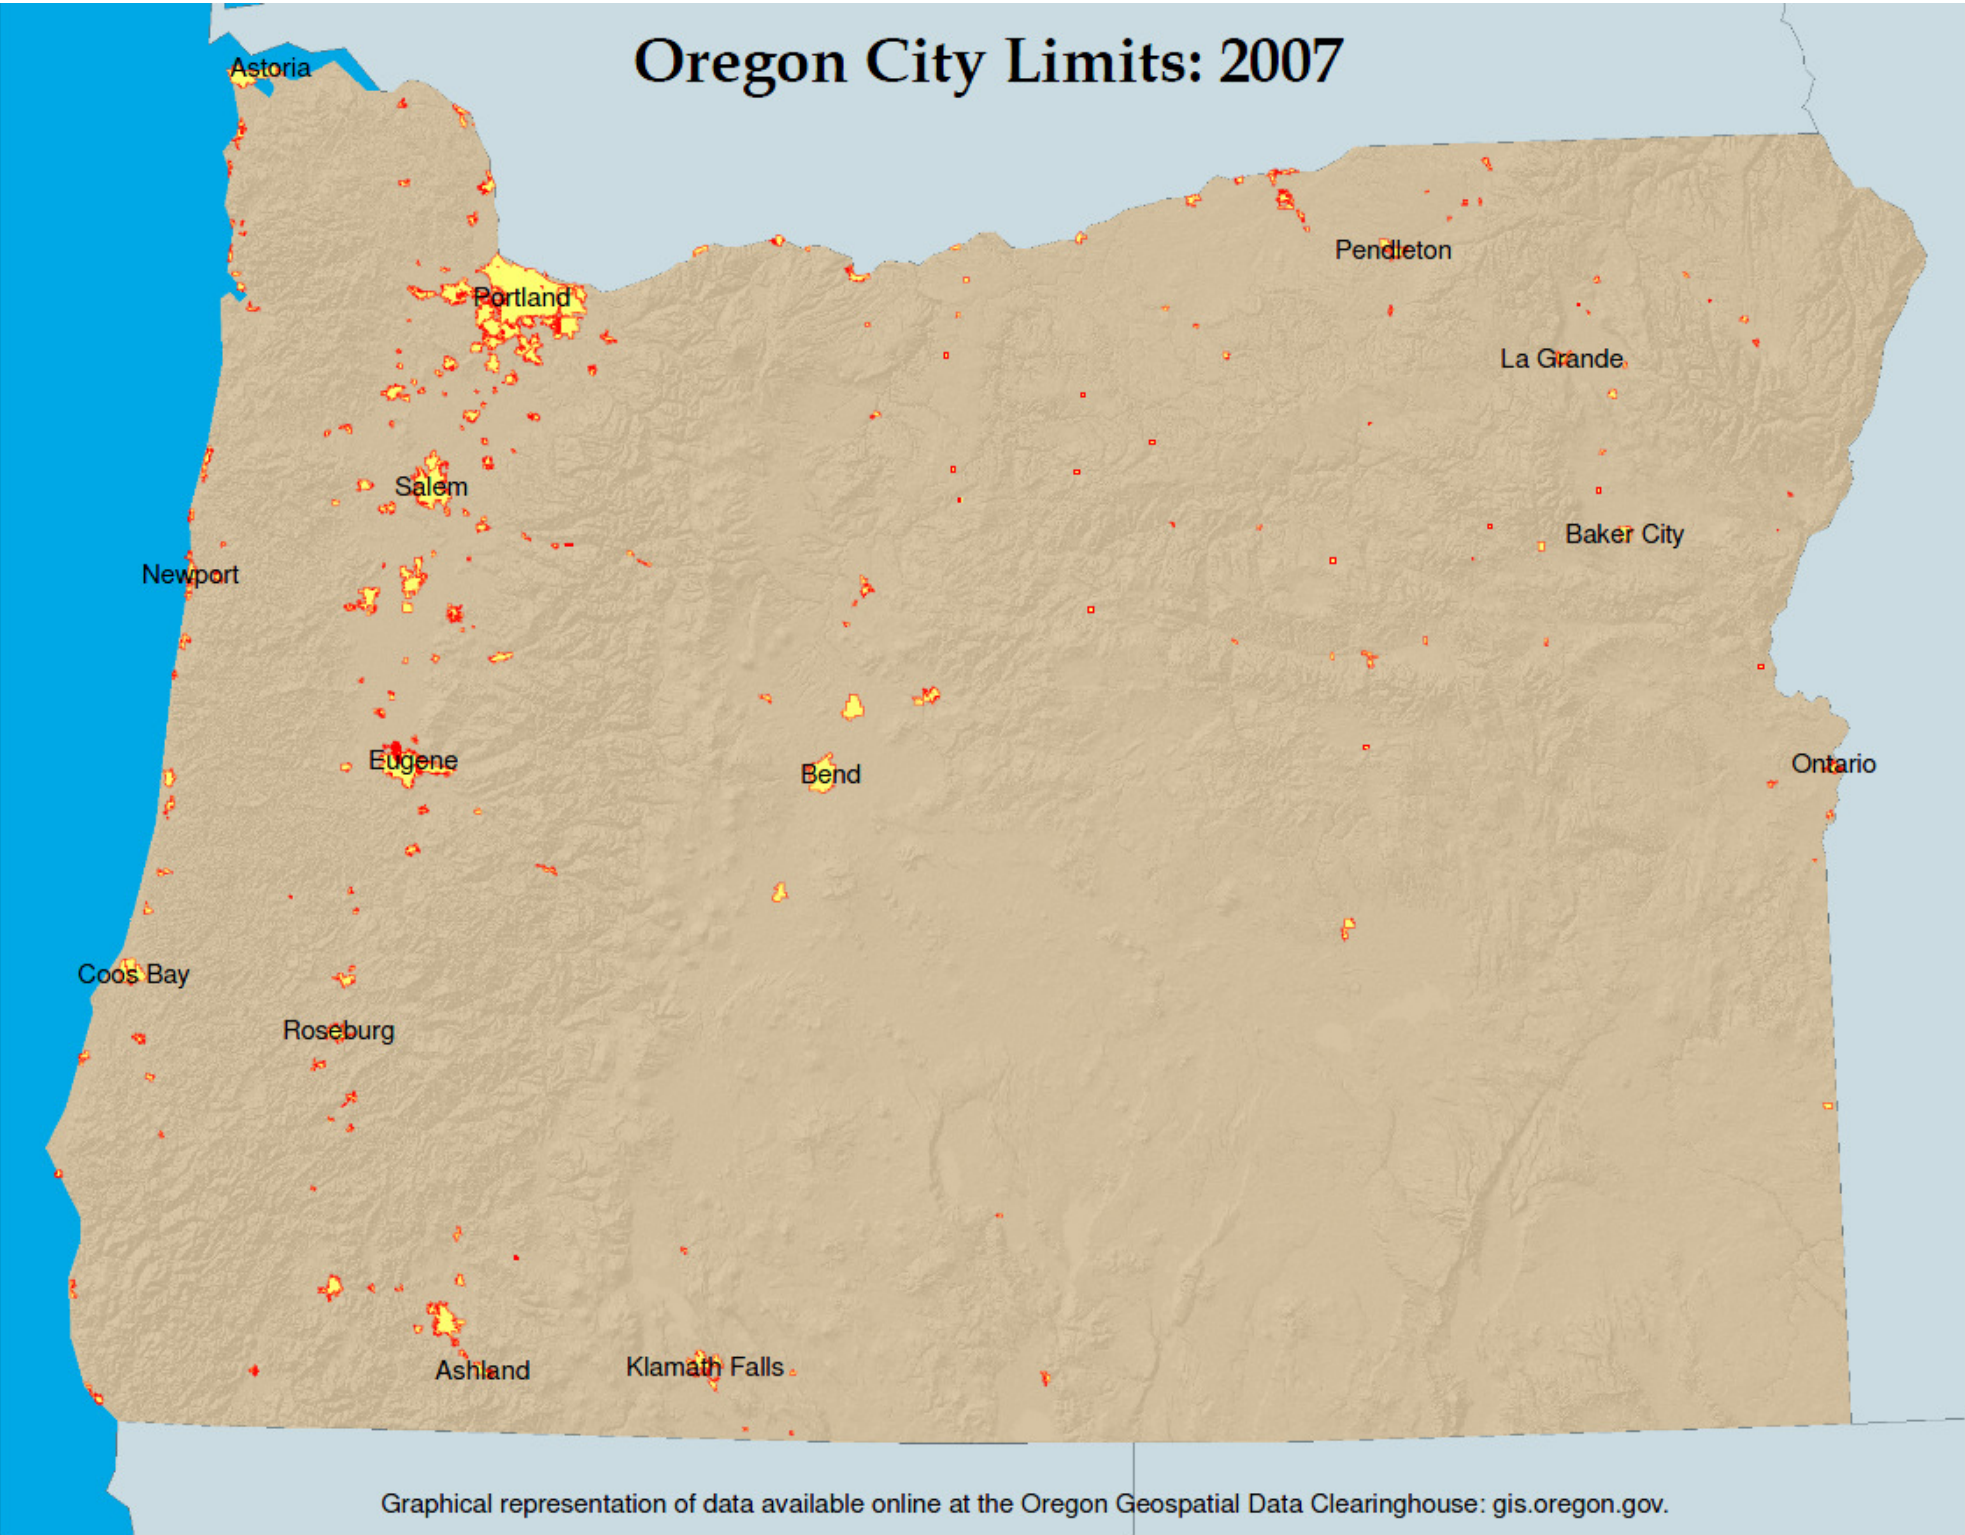 Oregon City Limits: 2007
Astoria
Pendleton
Portland
La Grande
Salem
Baker City
Newport
Eugene
Bend
Ontario
Coos Bay
Roseburg
Ashland
Klamath Falls
Graphical representation of data available online at the Oregon Geospatial Data Clearinghouse: gis.oregon.gov.